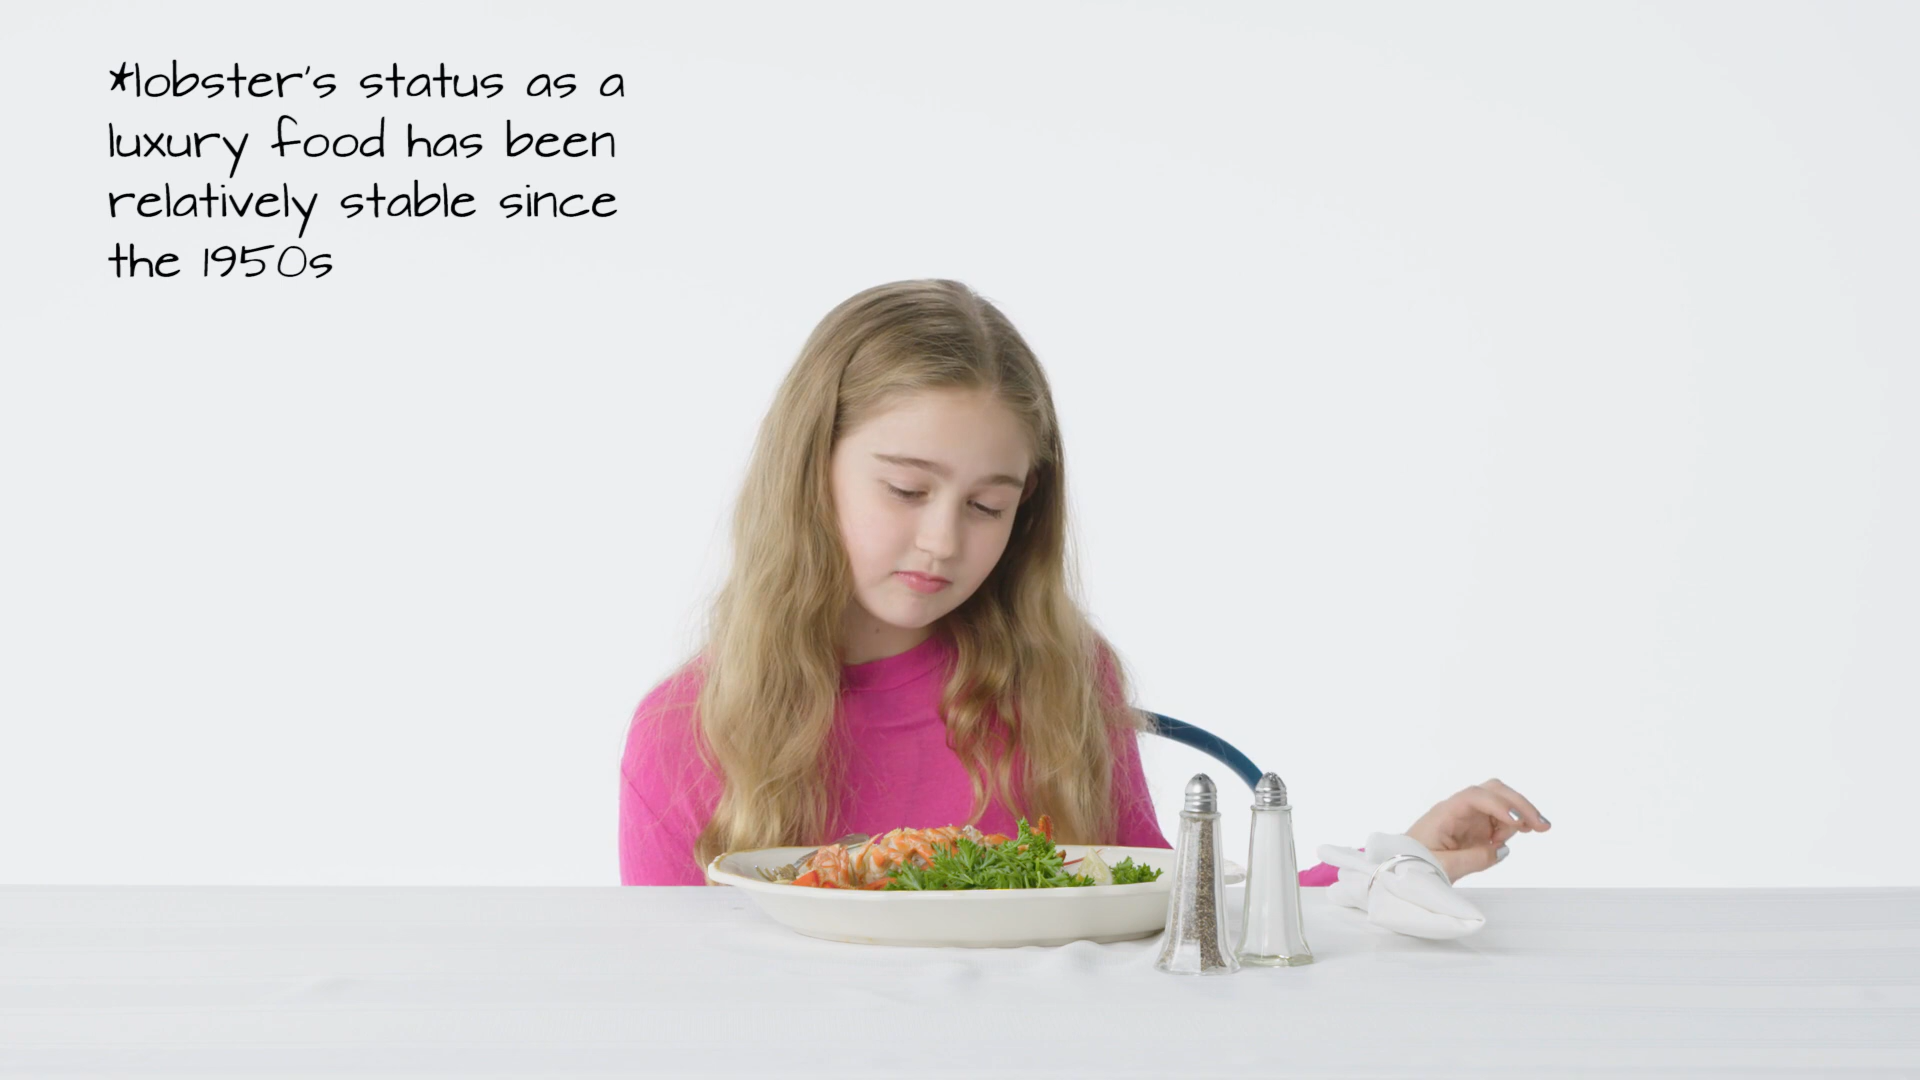 *lobster's status as a
luxury food has been
relatively stable since
the 1950s